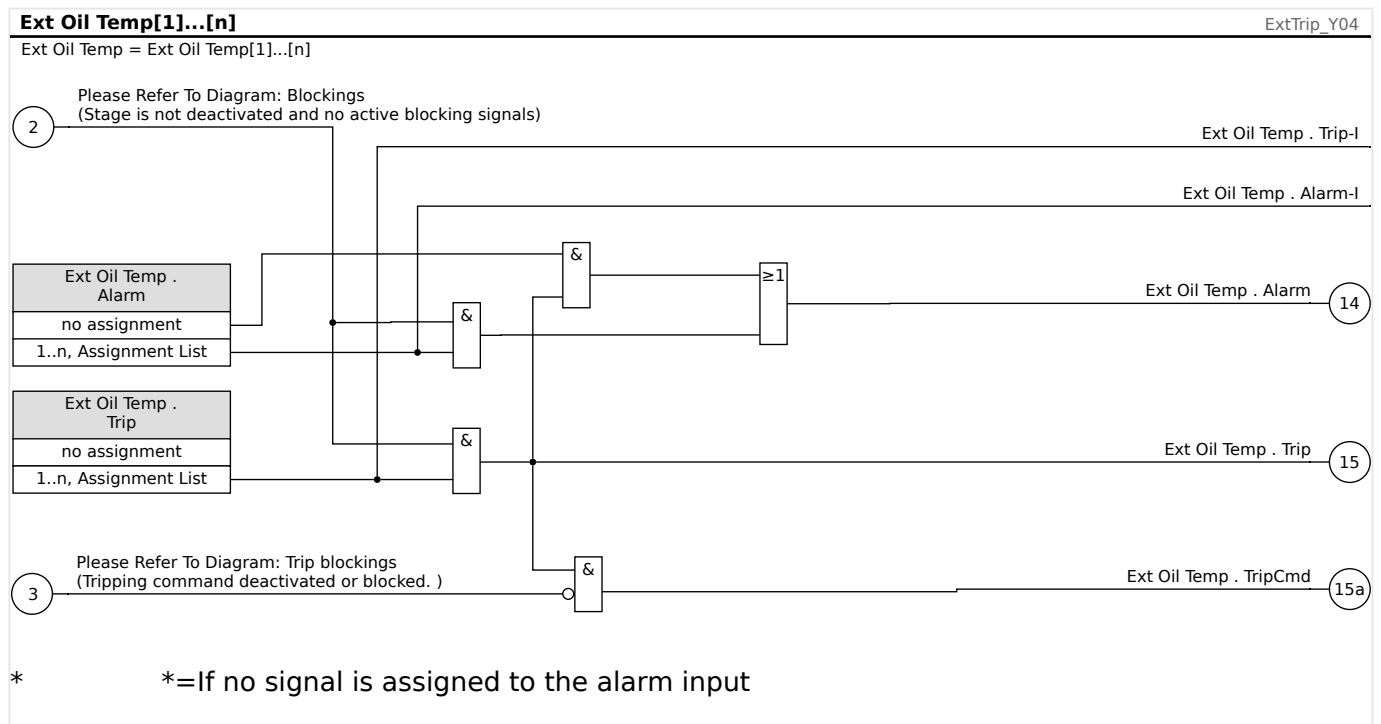 Ext Oil Temp[1]...[n]
ExtTrip_Y04
Ext Oil Temp = Ext Oil Temp[1]...[n]
Please Refer To Diagram: Blockings
(Stage is not deactivated and no active blocking signals)
2
Ext Oil Temp . Trip-I
Ext Oil Temp . Alarm-I
&
Ext Oil Temp .
Alarm
no assignment
1..n, Assignment List
&
≥1
Ext Oil Temp . Alarm
14
Ext Oil Temp .
Trip
no assignment
1..n, Assignment List
&
Ext Oil Temp . Trip
15
Please Refer To Diagram: Trip blockings
(Tripping command deactivated or blocked. )
3
&
Ext Oil Temp . TripCmd
15a
*
*=If no signal is assigned to the alarm input